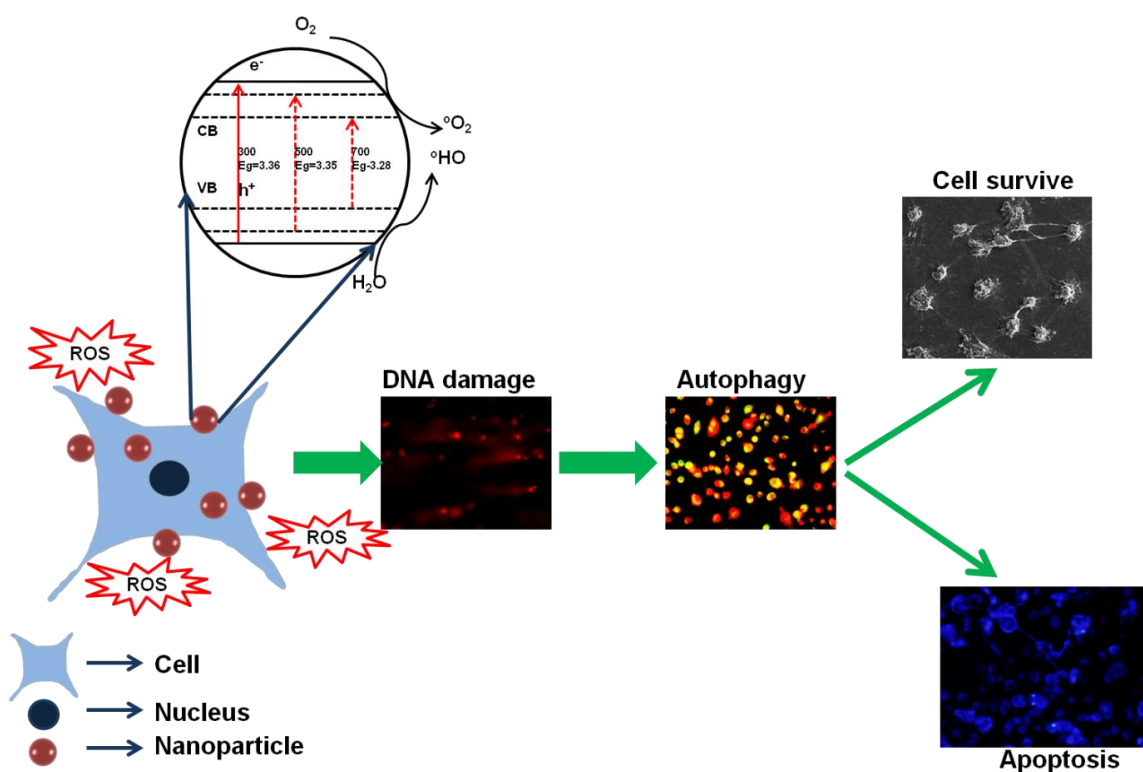 O₂
e⁻
CB
300
Eg=3.36
500
Eg=3.35
700
Eg-3.28
VB
h⁺
°O₂
°HO
H₂O
ROS
ROS
ROS
DNA damage
Autophagy
Cell survive
Apoptosis
Cell
Nucleus
Nanoparticle